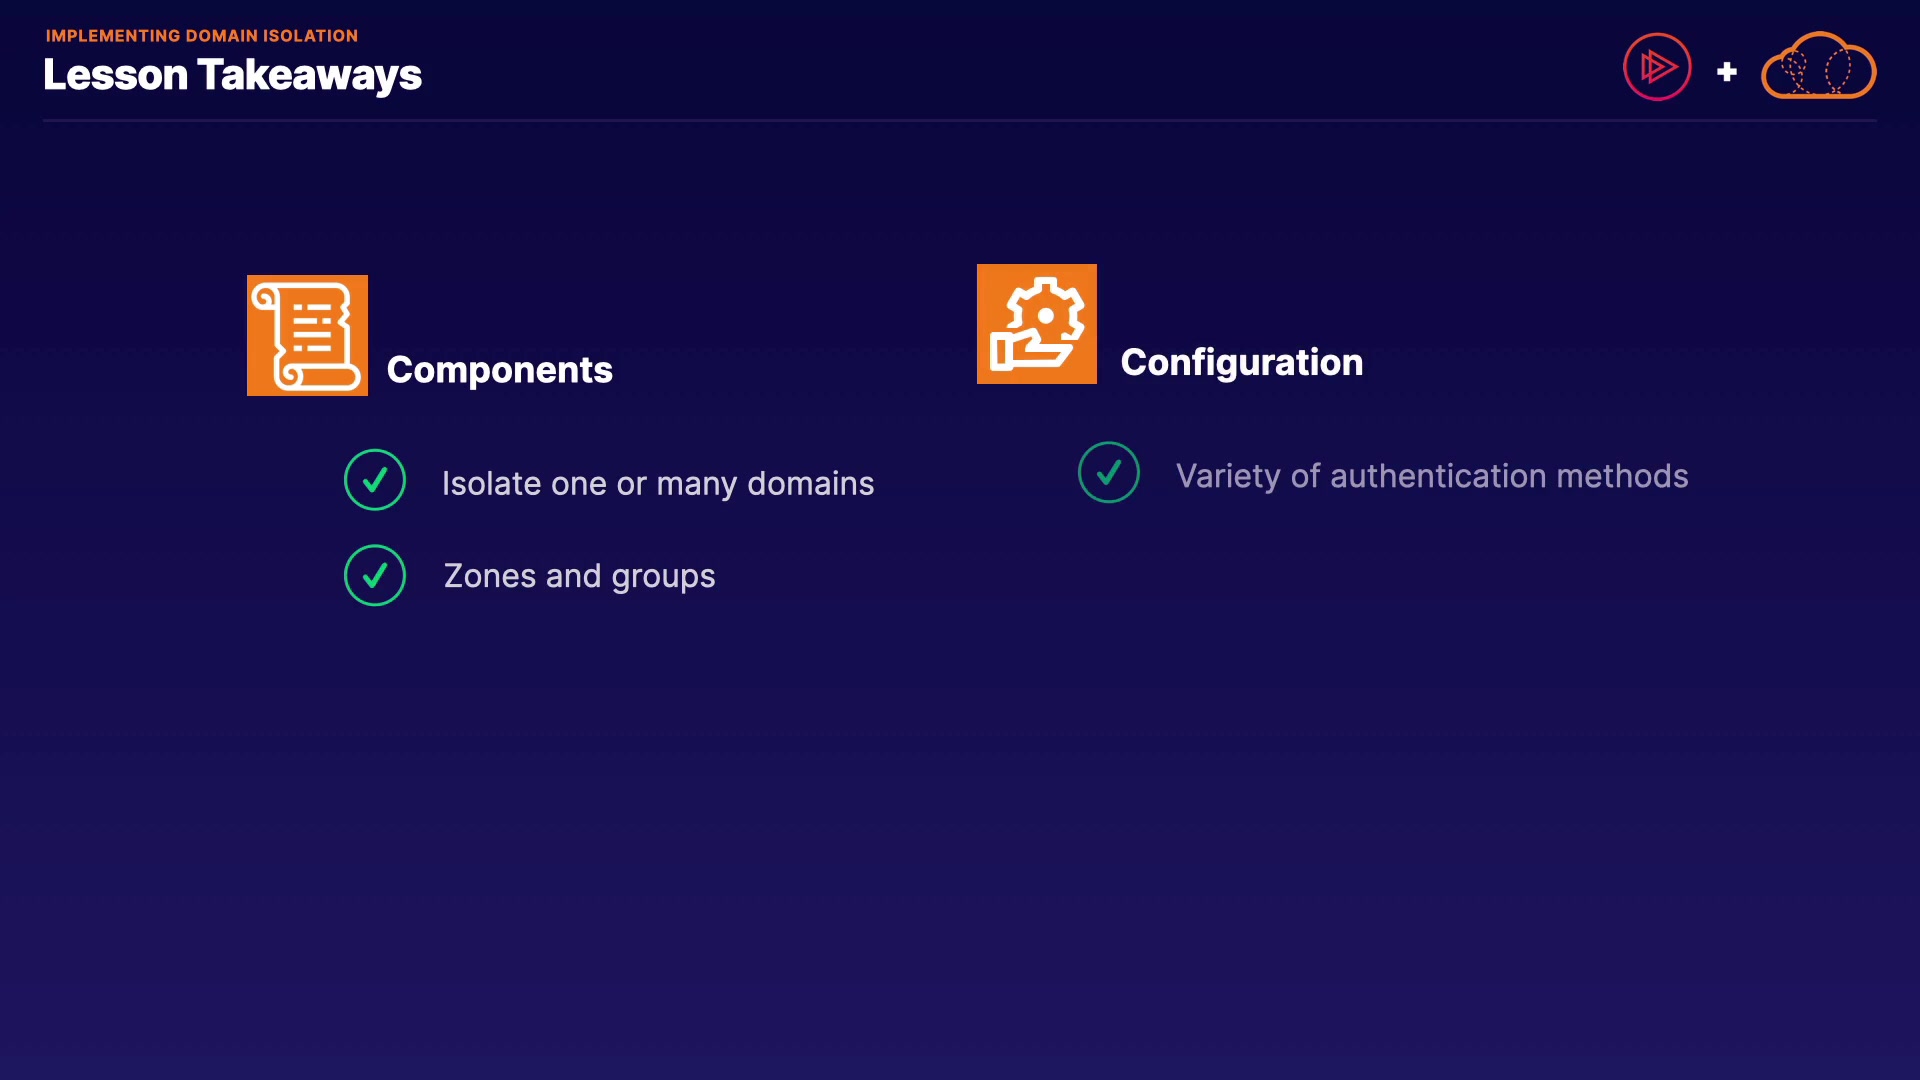 IMPLEMENTING DOMAIN ISOLATION
Lesson Takeaways
Components
Isolate one or many domains
Zones and groups
Configuration
Variety of authentication methods